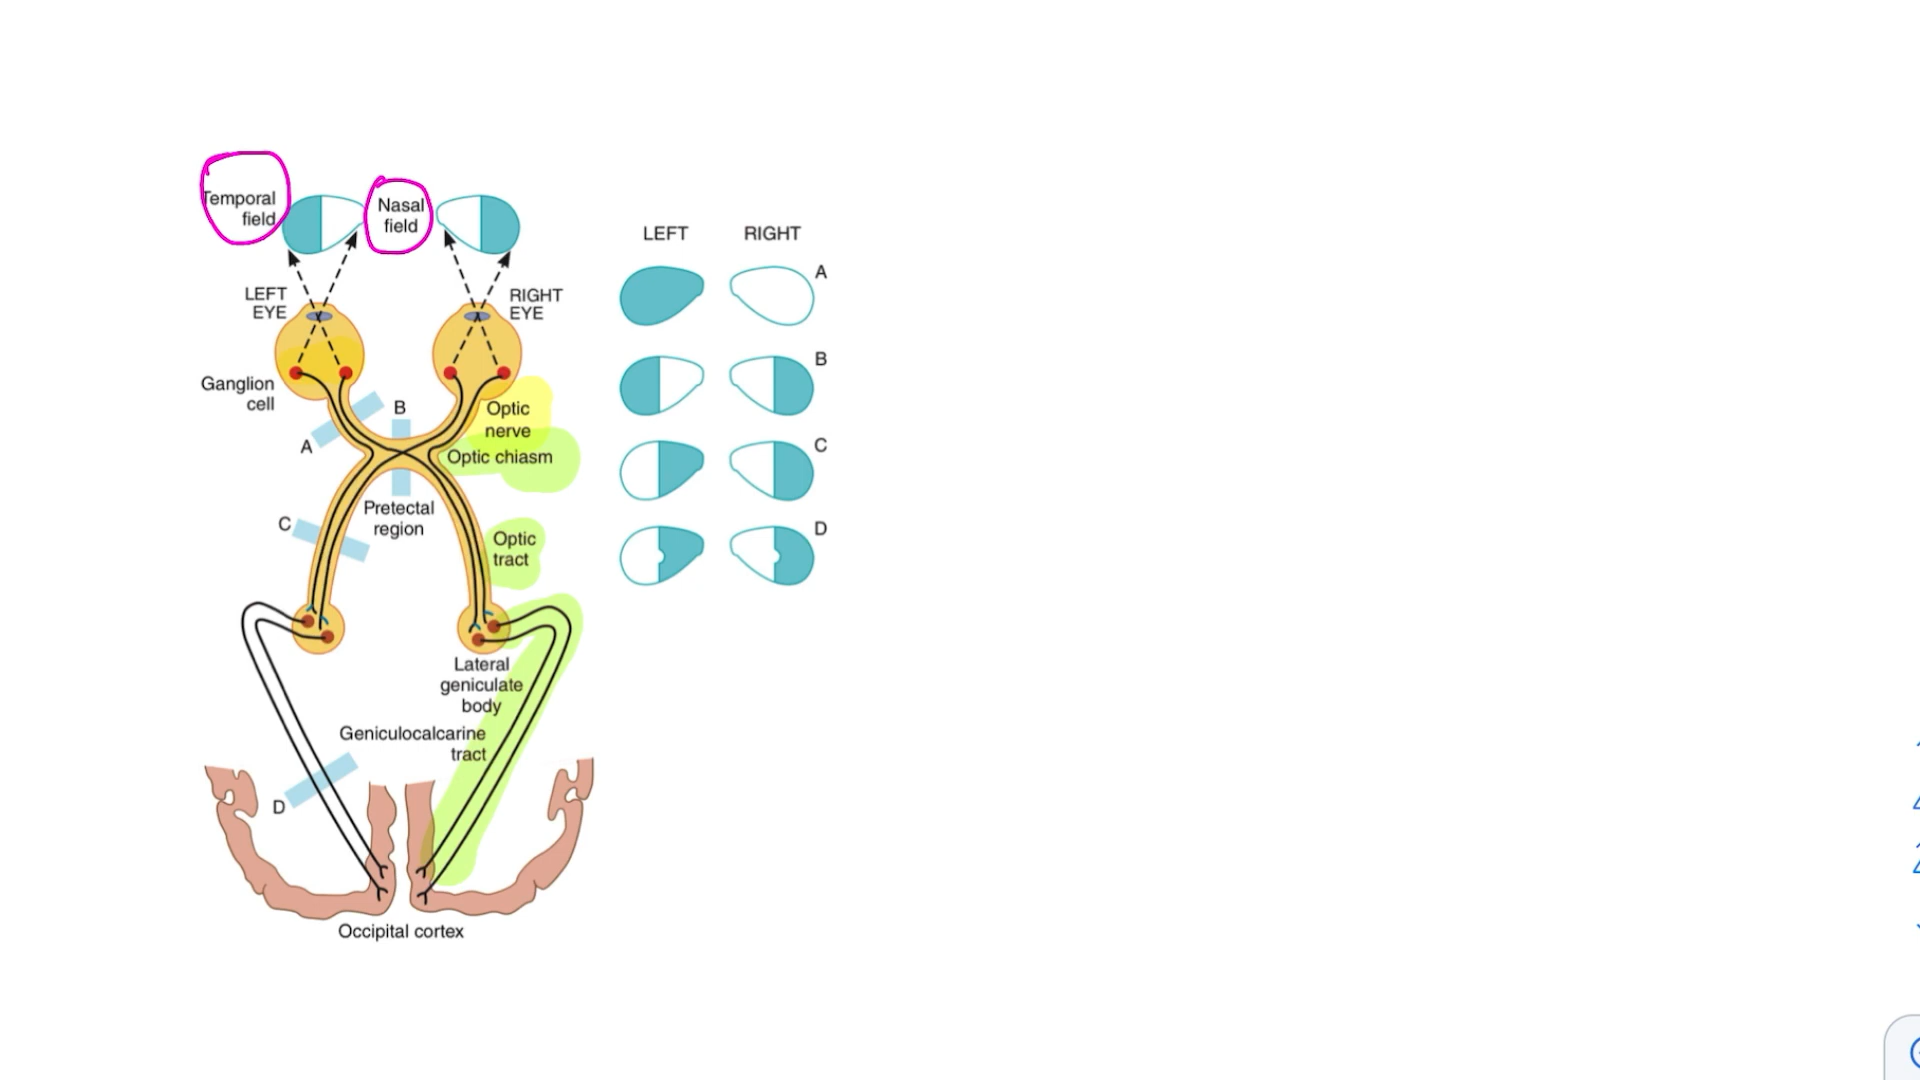 Temporal
field
Nasal
field
LEFT
EYE
RIGHT
EYE
Ganglion
cell
A
B
Optic
nerve
Optic chiasm
Pretectal
region
C
Optic
tract
Lateral
geniculate
body
Geniculocalcarine
tract
D
Occipital cortex
LEFT RIGHT
A
B
C
D